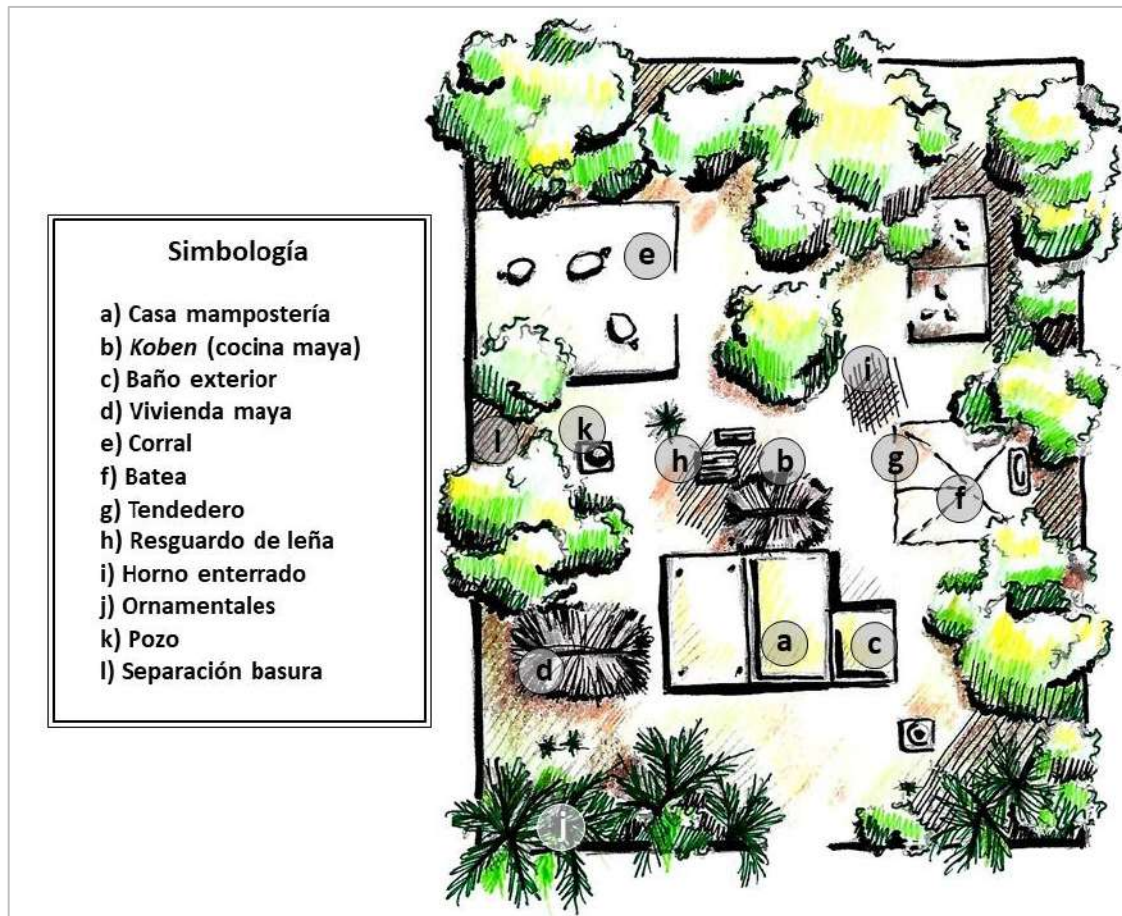 Simbología
a) Casa mampostería
b) Koben (cocina maya)
c) Baño exterior
d) Vivienda maya
e) Corral
f) Batea
g) Tendedero
h) Resguardo de leña
i) Horno enterrado
j) Ornamentales
k) Pozo
l) Separación basura
e
i
k
l
h
b
g
f
a
c
d
j